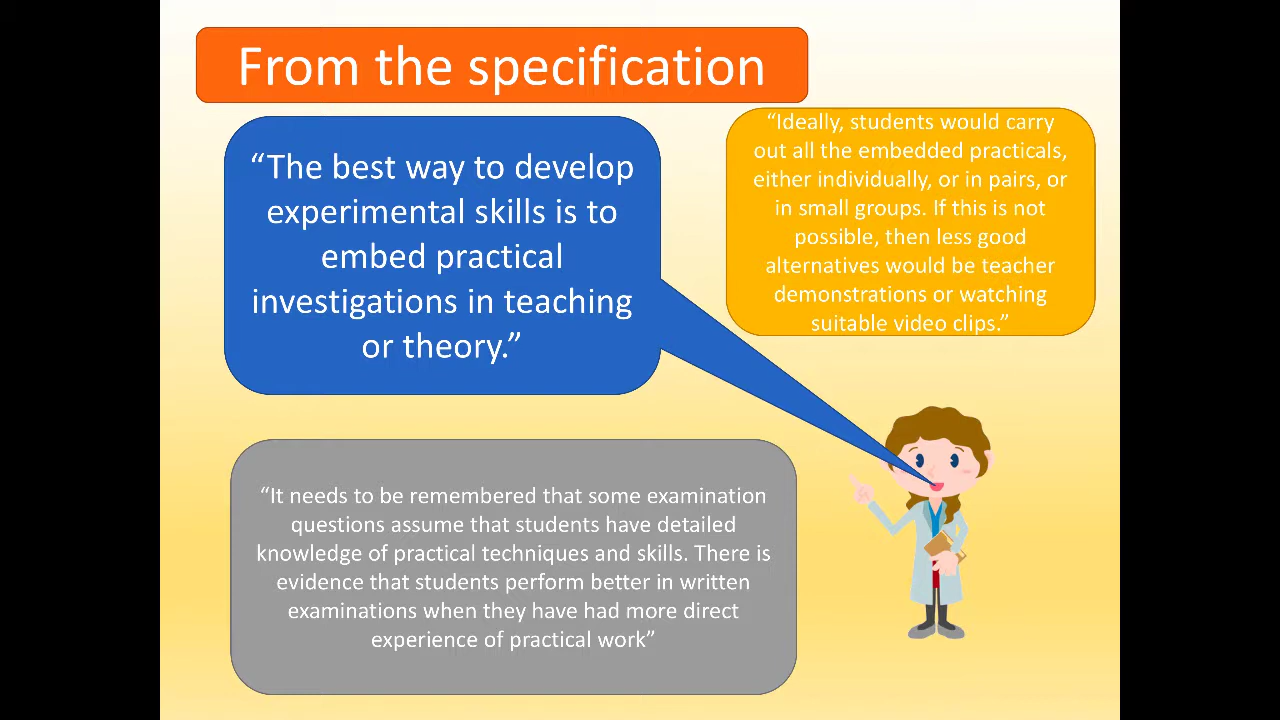 From the specification
“The best way to develop
experimental skills is to
embed practical
investigations in teaching
or theory.”
“Ideally, students would carry
out all the embedded practicals,
either individually, or in pairs, or
in small groups. If this is not
possible, then less good
alternatives would be teacher
demonstrations or watching
suitable video clips.”
“It needs to be remembered that some examination
questions assume that students have detailed
knowledge of practical techniques and skills. There is
evidence that students perform better in written
examinations when they have had more direct
experience of practical work”